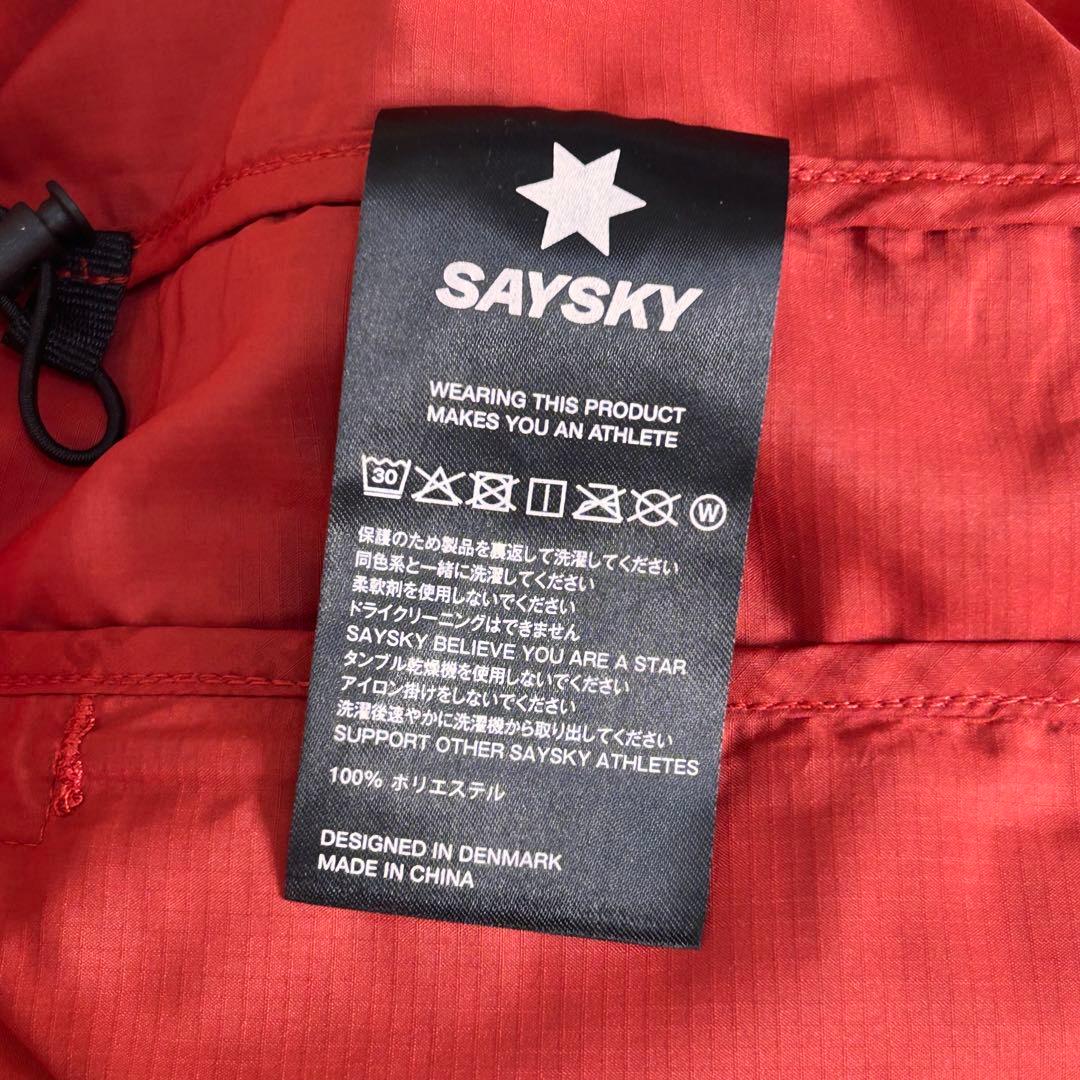 SAYSKY
WEARING THIS PRODUCT
MAKES YOU AN ATHLETE
30 W
保護のため製品を裏返して洗濯してください
同色系と一緒に洗濯してください
柔軟剤を使用しないでください
ドライクリーニングはできません
SAYSKY BELIEVE YOU ARE A STAR
タンブル乾燥機を使用しないでください
アイロン掛けをしないでください
洗濯後速やかに洗濯機から取り出してください
SUPPORT OTHER SAYSKY ATHLETES
100% ポリエステル
DESIGNED IN DENMARK
MADE IN CHINA